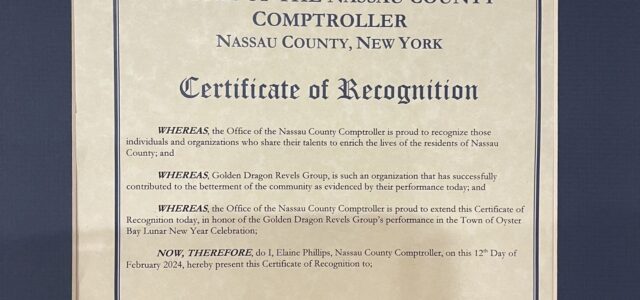 OF THE NASSAU COUNTY
COMPTROLLER
NASSAU COUNTY, NEW YORK
Certificate of Recognition
WHEREAS, the Office of the Nassau County Comptroller is proud to recognize those
individuals and organizations who share their talents to enrich the lives of the residents of Nassau
County; and
WHEREAS, Golden Dragon Revels Group, is such an organization that has successfully
contributed to the betterment of the community as evidenced by their performance today; and
WHEREAS, the Office of the Nassau County Comptroller is proud to extend this Certificate of
Recognition today, in honor of the Golden Dragon Revels Group's performance in the Town of Oyster
Bay Lunar New Year Celebration;
NOW, THEREFORE, do I, Elaine Phillips, Nassau County Comptroller, on this 12th Day of
February 2024, hereby present this Certificate of Recognition to;